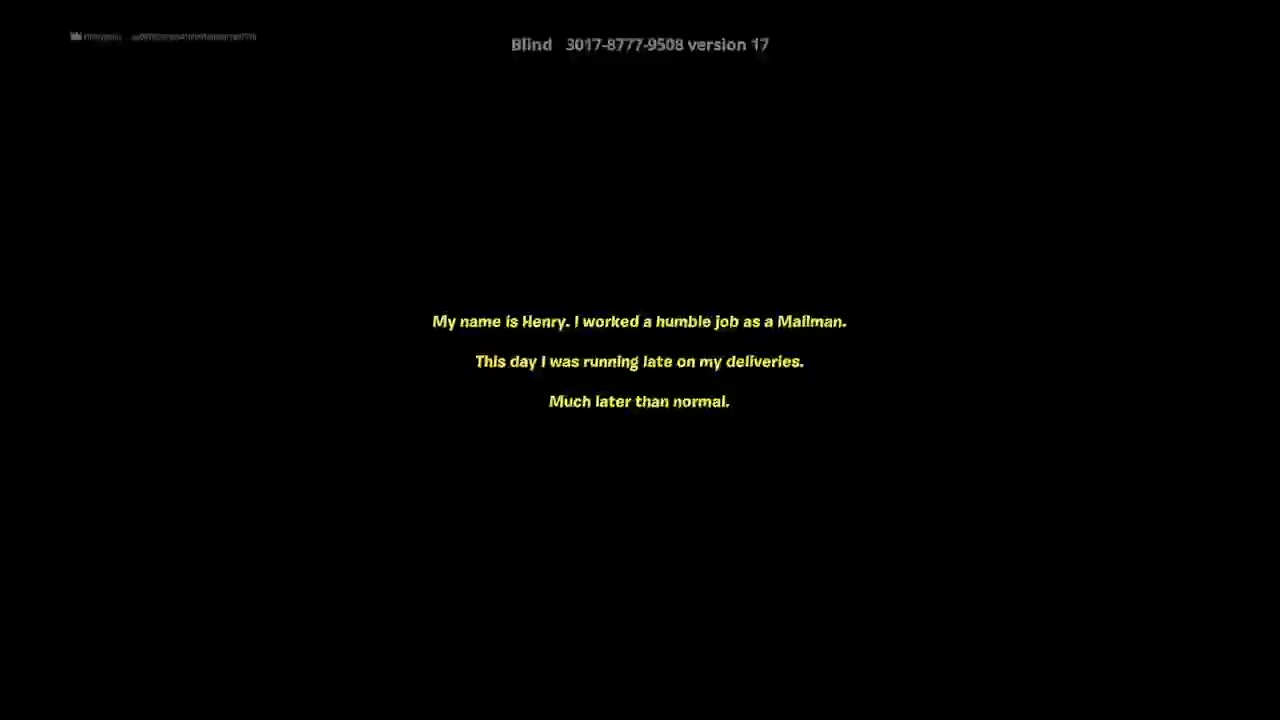 Blind 3017-8777-9508 version 17
My name is Henry. I worked a humble job as a Mailman.
This day I was running late on my deliveries.
Much later than normal.